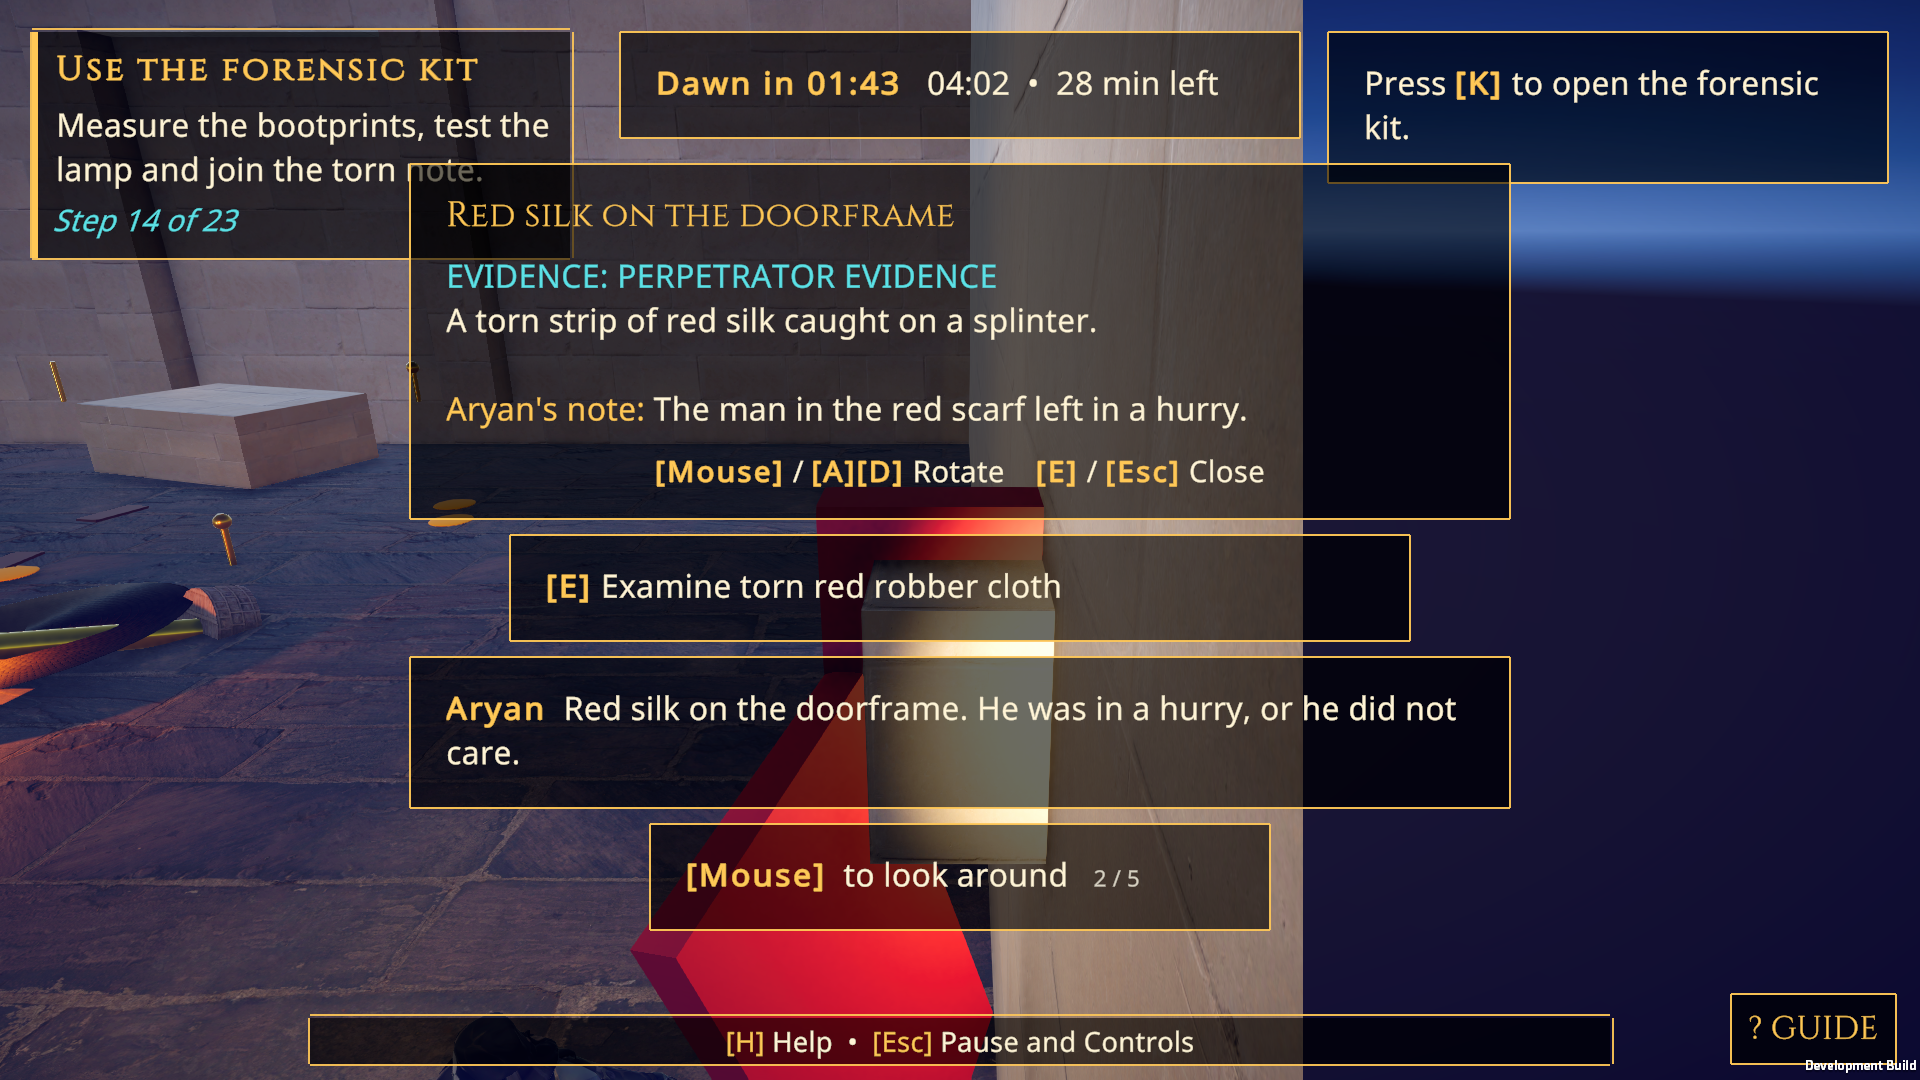 USE THE FORENSIC KIT
Measure the bootprints, test the
lamp and join the torn note.
Step 14 of 23
Dawn in 01:43 04:02 • 28 min left
Press [K] to open the forensic
kit.
RED SILK ON THE DOORFRAME
EVIDENCE: PERPETRATOR EVIDENCE
A torn strip of red silk caught on a splinter.
Aryan's note: The man in the red scarf left in a hurry.
[Mouse] / [A][D] Rotate [E] / [Esc] Close
[E] Examine torn red robber cloth
Aryan Red silk on the doorframe. He was in a hurry, or he did not
care.
[Mouse] to look around 2 / 5
[H] Help • [Esc] Pause and Controls
? GUIDE
Development Build